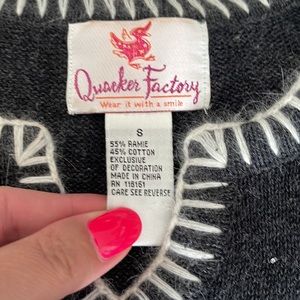 Quacker Factory
Wear it with a smile
S
55% RAMIE
45% COTTON
EXCLUSIVE
OF DECORATION
MADE IN CHINA
RN 118161
CARE SEE REVERSE